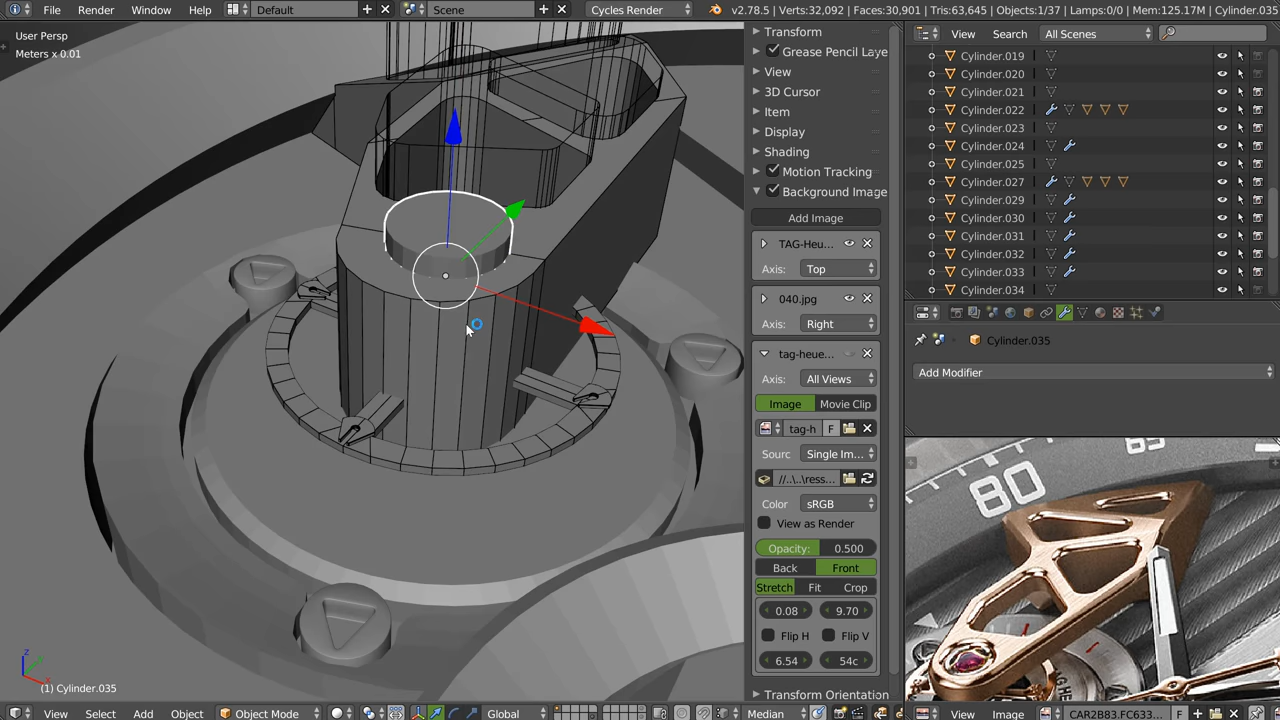 File Edit Render Window Help Default Scene Cycles Render v2.78.5 | Verts:32,092 | Faces:30,901 | Tris:63,645 | Objects:1/37 | Lamps:0/0 | Mem:125.17M | Cylinder.035
User Persp
Meters x 0.01
(1) Cylinder.035
View Select Add Object Object Mode Global Median
Transform
Grease Pencil Laye
View
3D Cursor
Item
Display
Shading
Motion Tracking
Background Image
Add Image
TAG-Heu...
Axis: Top
040.jpg
Axis: Right
tag-heue...
Axis: All Views
Image Movie Clip
tag-h F
Sourc Single Im...
//..\..\ress...
Color sRGB
View as Render
Opacity: 0.500
Back Front
Stretch Fit Crop
0.08 9.70
Flip H Flip V
6.54 54c
Transform Orientation
View Search All Scenes
Cylinder.019
Cylinder.020
Cylinder.021
Cylinder.022
Cylinder.023
Cylinder.024
Cylinder.025
Cylinder.027
Cylinder.029
Cylinder.030
Cylinder.031
Cylinder.032
Cylinder.033
Cylinder.034
Cylinder.035
Add Modifier
80
View Image CAR2B83.FC633... F